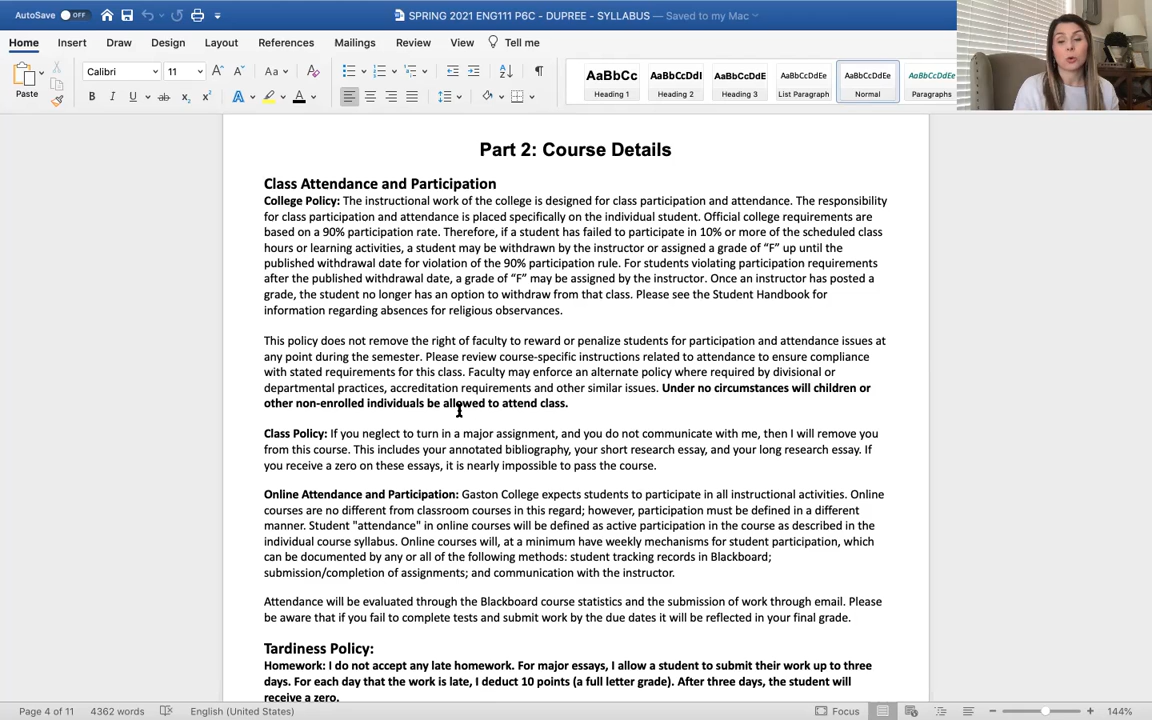 AutoSave OFF
SPRING 2021 ENG111 P6C - DUPREE - SYLLABUS — Saved to my Mac
Home Insert Draw Design Layout References Mailings Review View Tell me
Paste
Calibri 11
Aa
AaBbCc AaBbCcDdI AaBbCcDdE AaBbCcDdEe AaBbCcDdEe AaBbCcDdEe
Heading 1 Heading 2 Heading 3 List Paragraph Normal Paragraphs
Part 2: Course Details
Class Attendance and Participation
College Policy: The instructional work of the college is designed for class participation and attendance. The responsibility
for class participation and attendance is placed specifically on the individual student. Official college requirements are
based on a 90% participation rate. Therefore, if a student has failed to participate in 10% or more of the scheduled class
hours or learning activities, a student may be withdrawn by the instructor or assigned a grade of “F” up until the
published withdrawal date for violation of the 90% participation rule. For students violating participation requirements
after the published withdrawal date, a grade of “F” may be assigned by the instructor. Once an instructor has posted a
grade, the student no longer has an option to withdraw from that class. Please see the Student Handbook for
information regarding absences for religious observances.
This policy does not remove the right of faculty to reward or penalize students for participation and attendance issues at
any point during the semester. Please review course-specific instructions related to attendance to ensure compliance
with stated requirements for this class. Faculty may enforce an alternate policy where required by divisional or
departmental practices, accreditation requirements and other similar issues. Under no circumstances will children or
other non-enrolled individuals be allowed to attend class.
Class Policy: If you neglect to turn in a major assignment, and you do not communicate with me, then I will remove you
from this course. This includes your annotated bibliography, your short research essay, and your long research essay. If
you receive a zero on these essays, it is nearly impossible to pass the course.
Online Attendance and Participation: Gaston College expects students to participate in all instructional activities. Online
courses are no different from classroom courses in this regard; however, participation must be defined in a different
manner. Student "attendance" in online courses will be defined as active participation in the course as described in the
individual course syllabus. Online courses will, at a minimum have weekly mechanisms for student participation, which
can be documented by any or all of the following methods: student tracking records in Blackboard;
submission/completion of assignments; and communication with the instructor.
Attendance will be evaluated through the Blackboard course statistics and the submission of work through email. Please
be aware that if you fail to complete tests and submit work by the due dates it will be reflected in your final grade.
Tardiness Policy:
Homework: I do not accept any late homework. For major essays, I allow a student to submit their work up to three
days. For each day that the work is late, I deduct 10 points (a full letter grade). After three days, the student will
receive a zero.
Page 4 of 11 4362 words English (United States) Focus 144%